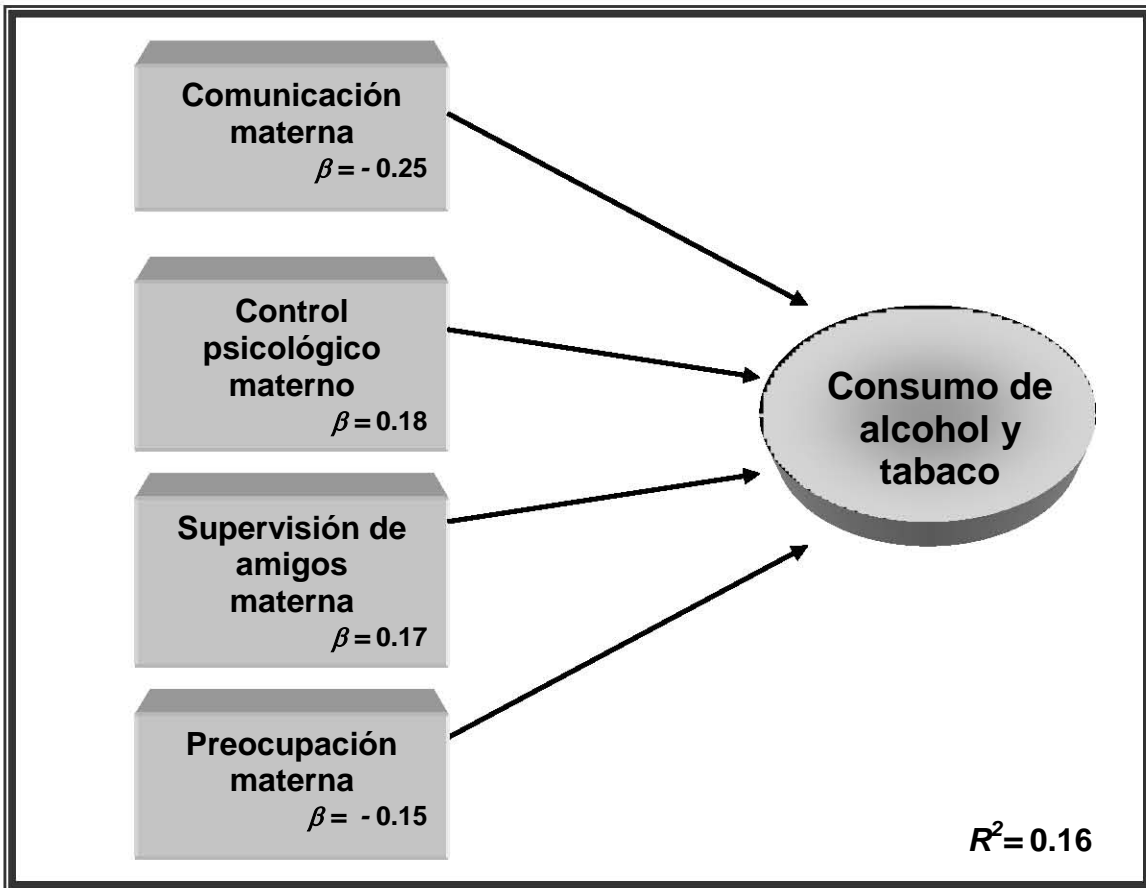 Comunicación
materna
β = - 0.25
Control
psicológico
materno
β = 0.18
Supervisión de
amigos
materna
β = 0.17
Preocupación
materna
β = - 0.15
Consumo de
alcohol y
tabaco
R²= 0.16